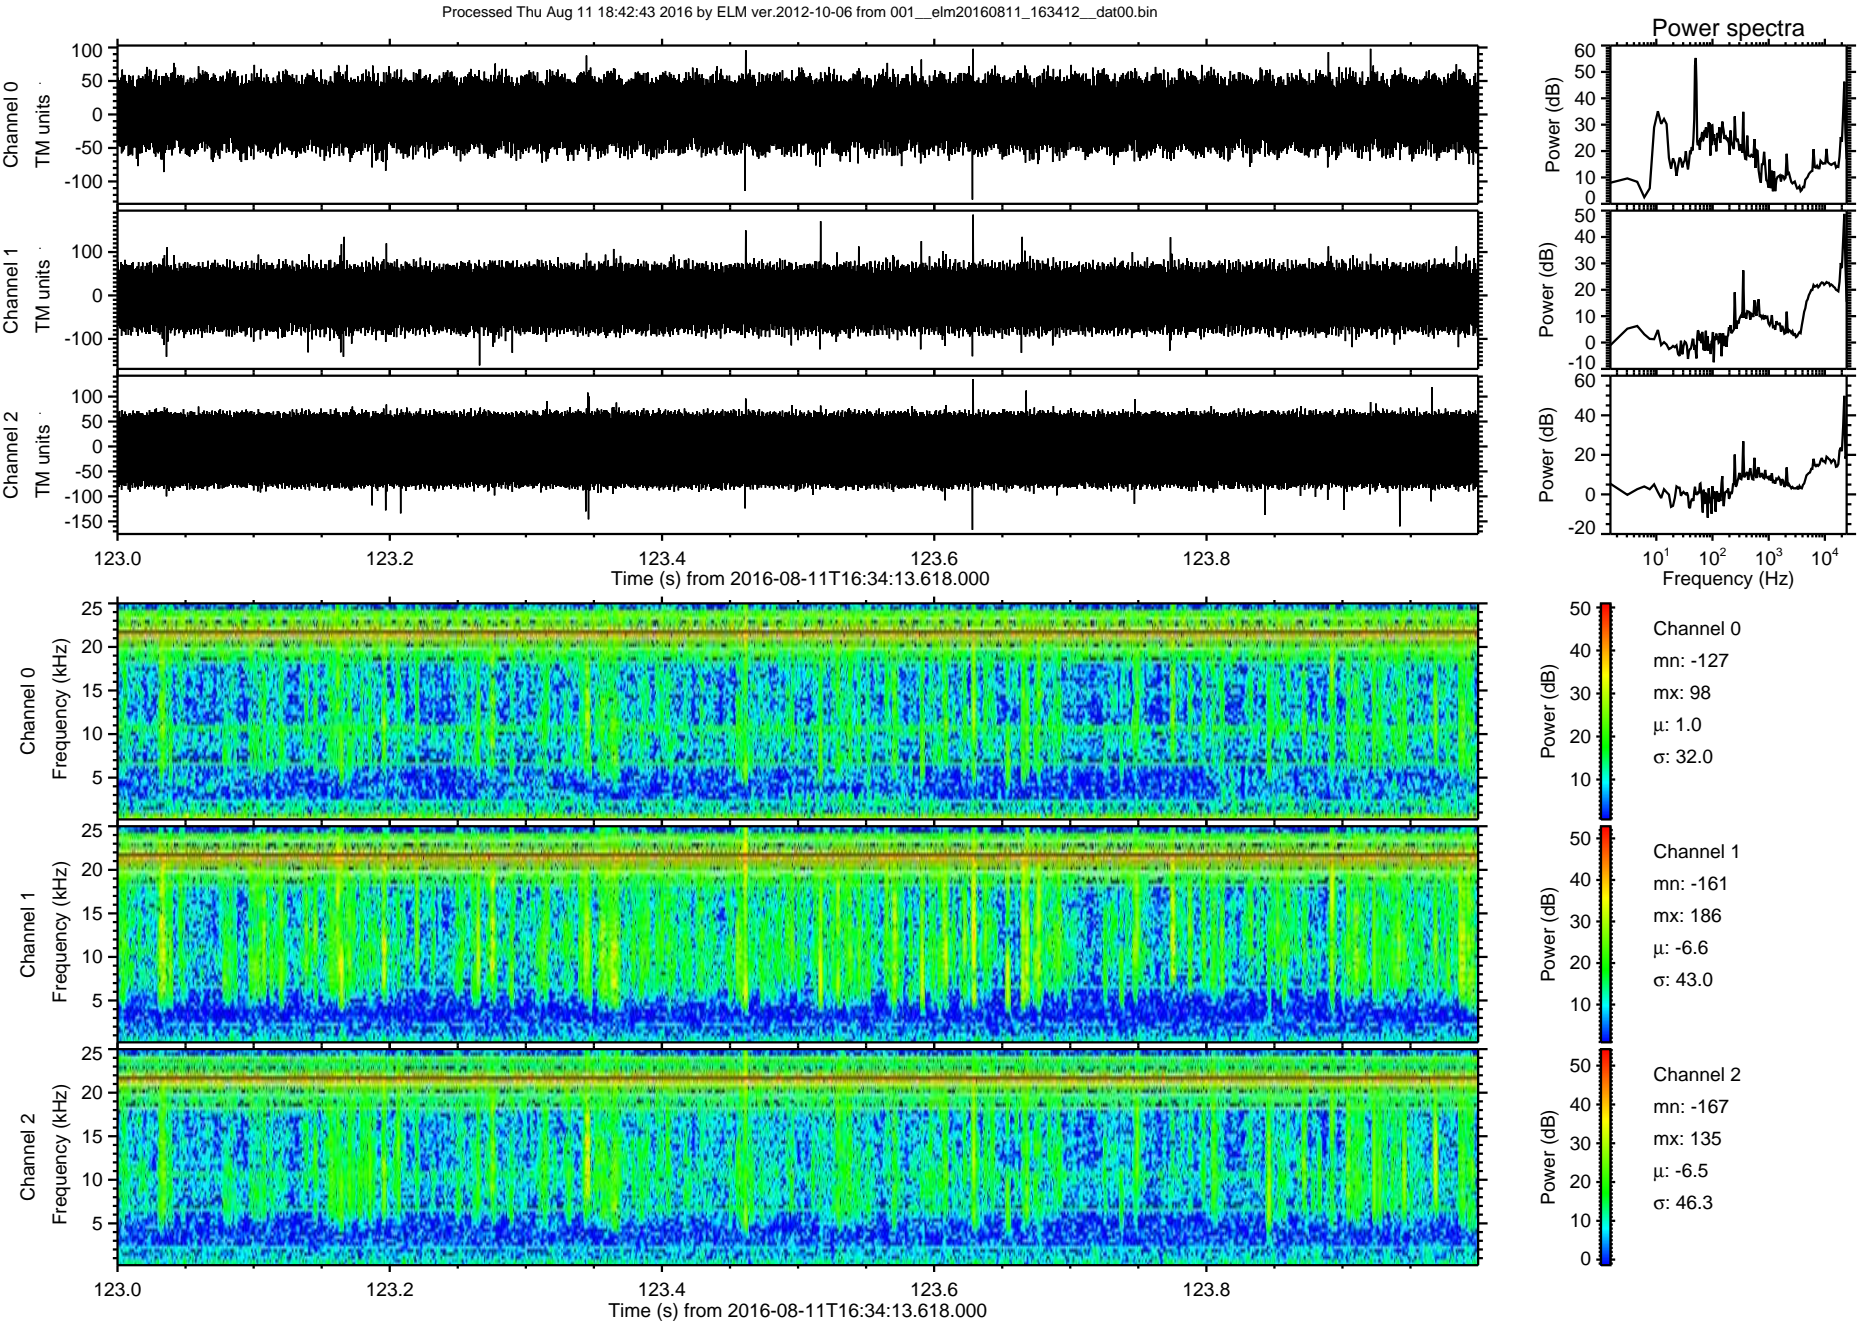 Processed Thu Aug 11 18:42:43 2016 by ELM ver.2012-10-06 from 001__elm20160811_163412__dat00.bin
Power spectra
Channel 0
TM units
100
50
0
-50
-100
Power (dB)
60
50
40
30
20
10
0
Channel 1
TM units
100
0
-100
Power (dB)
50
40
30
20
10
0
-10
Channel 2
TM units
100
50
0
-50
-100
-150
Power (dB)
60
40
20
0
-20
123.0 123.2 123.4 123.6 123.8
Time (s) from 2016-08-11T16:34:13.618.000
10^1 10^2 10^3 10^4
Frequency (Hz)
Channel 0
Frequency (kHz)
25
20
15
10
5
Power (dB)
50
40
30
20
10
Channel 0
mn: -127
mx: 98
μ: 1.0
σ: 32.0
Channel 1
Frequency (kHz)
25
20
15
10
5
Power (dB)
50
40
30
20
10
Channel 1
mn: -161
mx: 186
μ: -6.6
σ: 43.0
Channel 2
Frequency (kHz)
25
20
15
10
5
Power (dB)
50
40
30
20
10
0
Channel 2
mn: -167
mx: 135
μ: -6.5
σ: 46.3
123.0 123.2 123.4 123.6 123.8
Time (s) from 2016-08-11T16:34:13.618.000